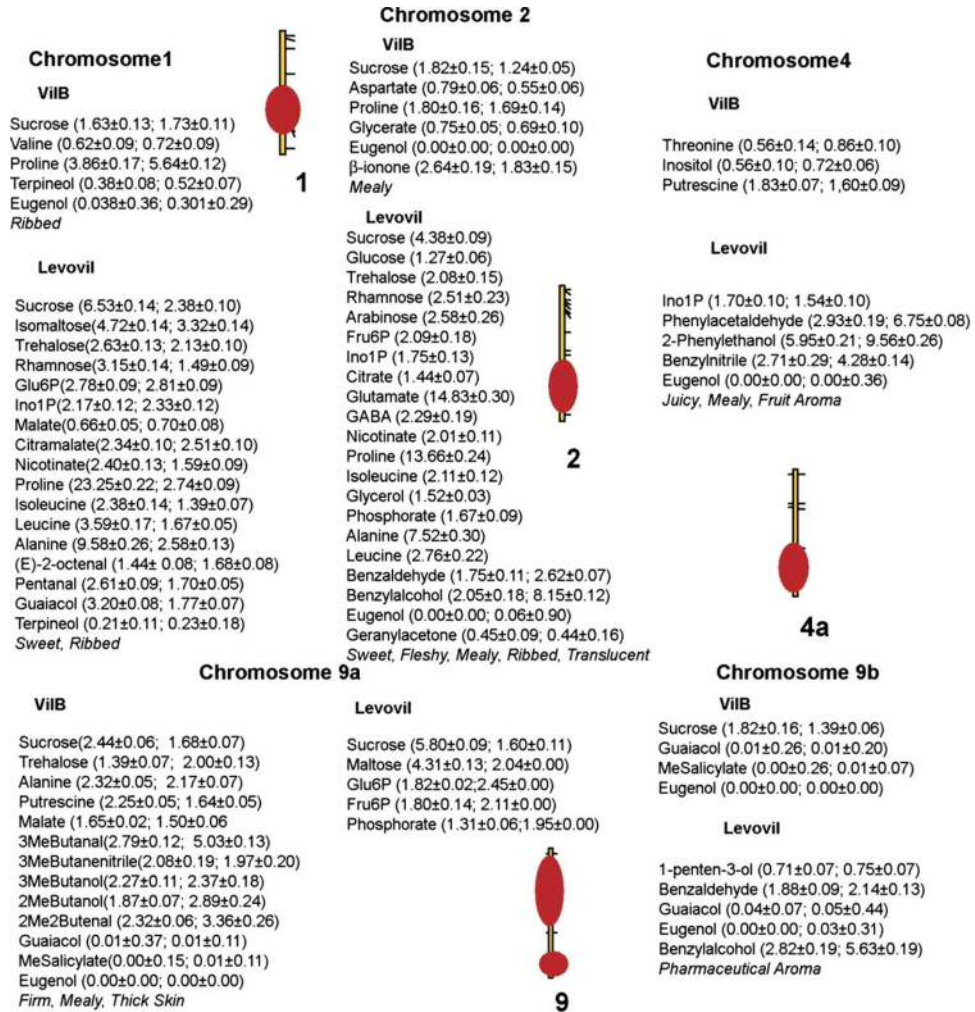 Chromosome1
VilB
Sucrose (1.63±0.13; 1.73±0.11)
Valine (0.62±0.09; 0.72±0.09)
Proline (3.86±0.17; 5.64±0.12)
Terpineol (0.38±0.08; 0.52±0.07)
Eugenol (0.038±0.36; 0.301±0.29)
Ribbed
1
Levovil
Sucrose (6.53±0.14; 2.38±0.10)
Isomaltose(4.72±0.14; 3.32±0.14)
Trehalose(2.63±0.13; 2.13±0.10)
Rhamnose(3.15±0.14; 1.49±0.09)
Glu6P(2.78±0.09; 2.81±0.09)
Ino1P(2.17±0.12; 2.33±0.12)
Malate(0.66±0.05; 0.70±0.08)
Citramalate(2.34±0.10; 2.51±0.10)
Nicotinate(2.40±0.13; 1.59±0.09)
Proline (23.25±0.22; 2.74±0.09)
Isoleucine (2.38±0.14; 1.39±0.07)
Leucine (3.59±0.17; 1.67±0.05)
Alanine (9.58±0.26; 2.58±0.13)
(E)-2-octenal (1.44± 0.08; 1.68±0.08)
Pentanal (2.61±0.09; 1.70±0.05)
Guaiacol (3.20±0.08; 1.77±0.07)
Terpineol (0.21±0.11; 0.23±0.18)
Sweet, Ribbed
Chromosome 2
VilB
Sucrose (1.82±0.15; 1.24±0.05)
Aspartate (0.79±0.06; 0.55±0.06)
Proline (1.80±0.16; 1.69±0.14)
Glycerate (0.75±0.05; 0.69±0.10)
Eugenol (0.00±0.00; 0.00±0.00)
β-ionone (2.64±0.19; 1.83±0.15)
Mealy
Levovil
Sucrose (4.38±0.09)
Glucose (1.27±0.06)
Trehalose (2.08±0.15)
Rhamnose (2.51±0.23)
Arabinose (2.58±0.26)
Fru6P (2.09±0.18)
Ino1P (1.75±0.13)
Citrate (1.44±0.07)
Glutamate (14.83±0.30)
GABA (2.29±0.19)
Nicotinate (2.01±0.11)
Proline (13.66±0.24)
Isoleucine (2.11±0.12)
Glycerol (1.52±0.03)
Phosphorate (1.67±0.09)
Alanine (7.52±0.30)
Leucine (2.76±0.22)
Benzaldehyde (1.75±0.11; 2.62±0.07)
Benzylalcohol (2.05±0.18; 8.15±0.12)
Eugenol (0.00±0.00; 0.06±0.90)
Geranylacetone (0.45±0.09; 0.44±0.16)
Sweet, Fleshy, Mealy, Ribbed, Translucent
2
Chromosome4
VilB
Threonine (0.56±0.14; 0.86±0.10)
Inositol (0.56±0.10; 0.72±0.06)
Putrescine (1.83±0.07; 1,60±0.09)
Levovil
Ino1P (1.70±0.10; 1.54±0.10)
Phenylacetaldehyde (2.93±0.19; 6.75±0.08)
2-Phenylethanol (5.95±0.21; 9.56±0.26)
Benzylnitrile (2.71±0.29; 4.28±0.14)
Eugenol (0.00±0.00; 0.00±0.36)
Juicy, Mealy, Fruit Aroma
4a
Chromosome 9a
VilB
Sucrose(2.44±0.06; 1.68±0.07)
Trehalose (1.39±0.07; 2.00±0.13)
Alanine (2.32±0.05; 2.17±0.07)
Putrescine (2.25±0.05; 1.64±0.05)
Malate (1.65±0.02; 1.50±0.06
3MeButanal(2.79±0.12; 5.03±0.13)
3MeButanenitrile(2.08±0.19; 1.97±0.20)
3MeButanol(2.27±0.11; 2.37±0.18)
2MeButanol(1.87±0.07; 2.89±0.24)
2Me2Butenal (2.32±0.06; 3.36±0.26)
Guaiacol (0.01±0.37; 0.01±0.11)
MeSalicylate (0.00±0.15; 0.01±0.11)
Eugenol (0.00±0.00; 0.00±0.00)
Firm, Mealy, Thick Skin
Levovil
Sucrose (5.80±0.09; 1.60±0.11)
Maltose (4.31±0.13; 2.04±0.00)
Glu6P (1.82±0.02;2.45±0.00)
Fru6P (1.80±0.14; 2.11±0.00)
Phosphorate (1.31±0.06;1.95±0.00)
9
Chromosome 9b
VilB
Sucrose (1.82±0.16; 1.39±0.06)
Guaiacol (0.01±0.26; 0.01±0.20)
MeSalicylate (0.00±0.26; 0.01±0.07)
Eugenol (0.00±0.00; 0.00±0.00)
Levovil
1-penten-3-ol (0.71±0.07; 0.75±0.07)
Benzaldehyde (1.88±0.09; 2.14±0.13)
Guaiacol (0.04±0.07; 0.05±0.44)
Eugenol (0.00±0.00; 0.03±0.31)
Benzylalcohol (2.82±0.19; 5.63±0.19)
Pharmaceutical Aroma